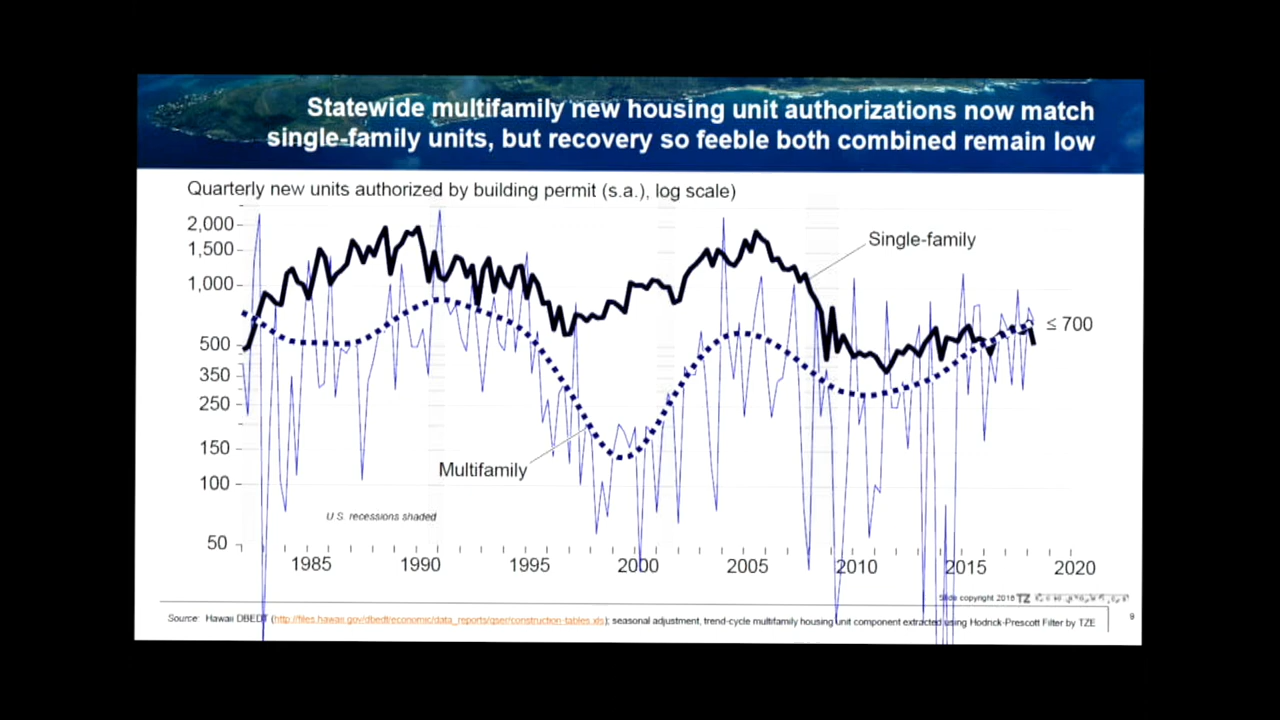 Statewide multifamily new housing unit authorizations now match
single-family units, but recovery so feeble both combined remain low
Quarterly new units authorized by building permit (s.a.), log scale)
2,000
1,500
1,000
500
350
250
150
100
50
Single-family
≤ 700
Multifamily
U.S. recessions shaded
1985 1990 1995 2000 2005 2010 2015 2020
Slide copyright 2018 TZ
Source: Hawaii DBEDT (http://files.hawaii.gov/dbedt/economic/data_reports/qser/construction-tables.xls); seasonal adjustment, trend-cycle multifamily housing unit component extracted using Hodrick-Prescott Filter by TZE
9